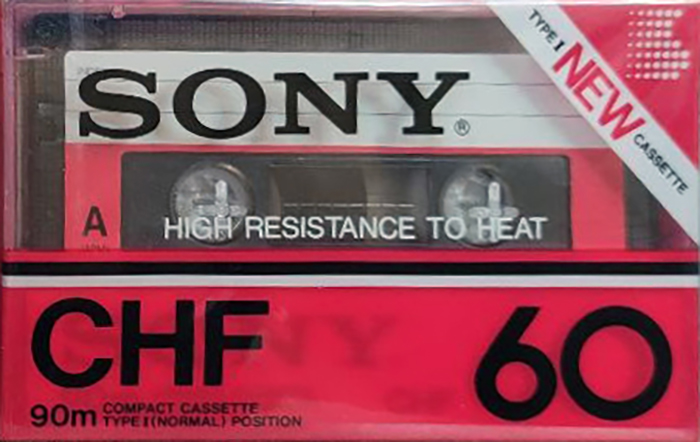 SONY®
TYPE I
NEW
CASSETTE
A
HIGH RESISTANCE TO HEAT
CHF 60
90m COMPACT CASSETTE
TYPE I (NORMAL) POSITION